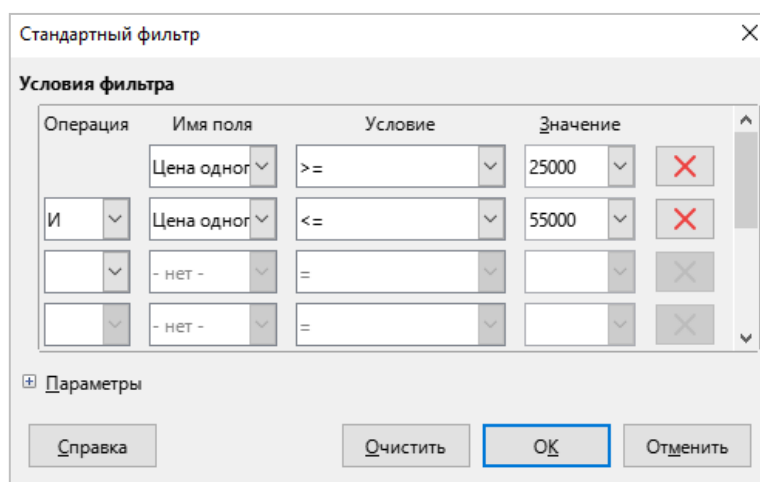 Стандартный фильтр
Условия фильтра
Операция Имя поля Условие Значение
Цена одног >= 25000
И Цена одног <= 55000
- нет - =
- нет - =
Параметры
Справка Очистить ОК Отменить